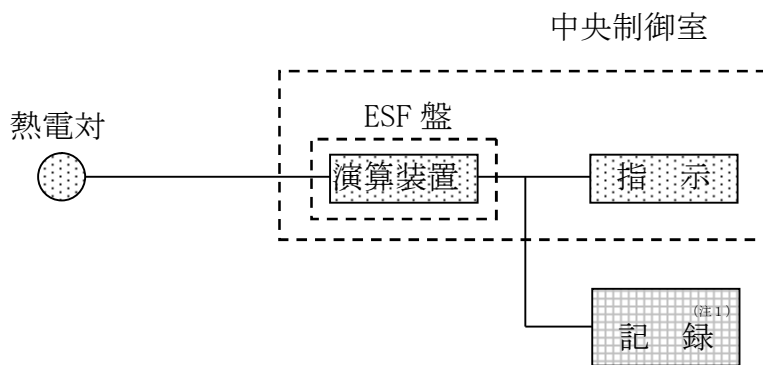 中央制御室
熱電対
ESF 盤
演算装置
指 示
(注1)
記 録